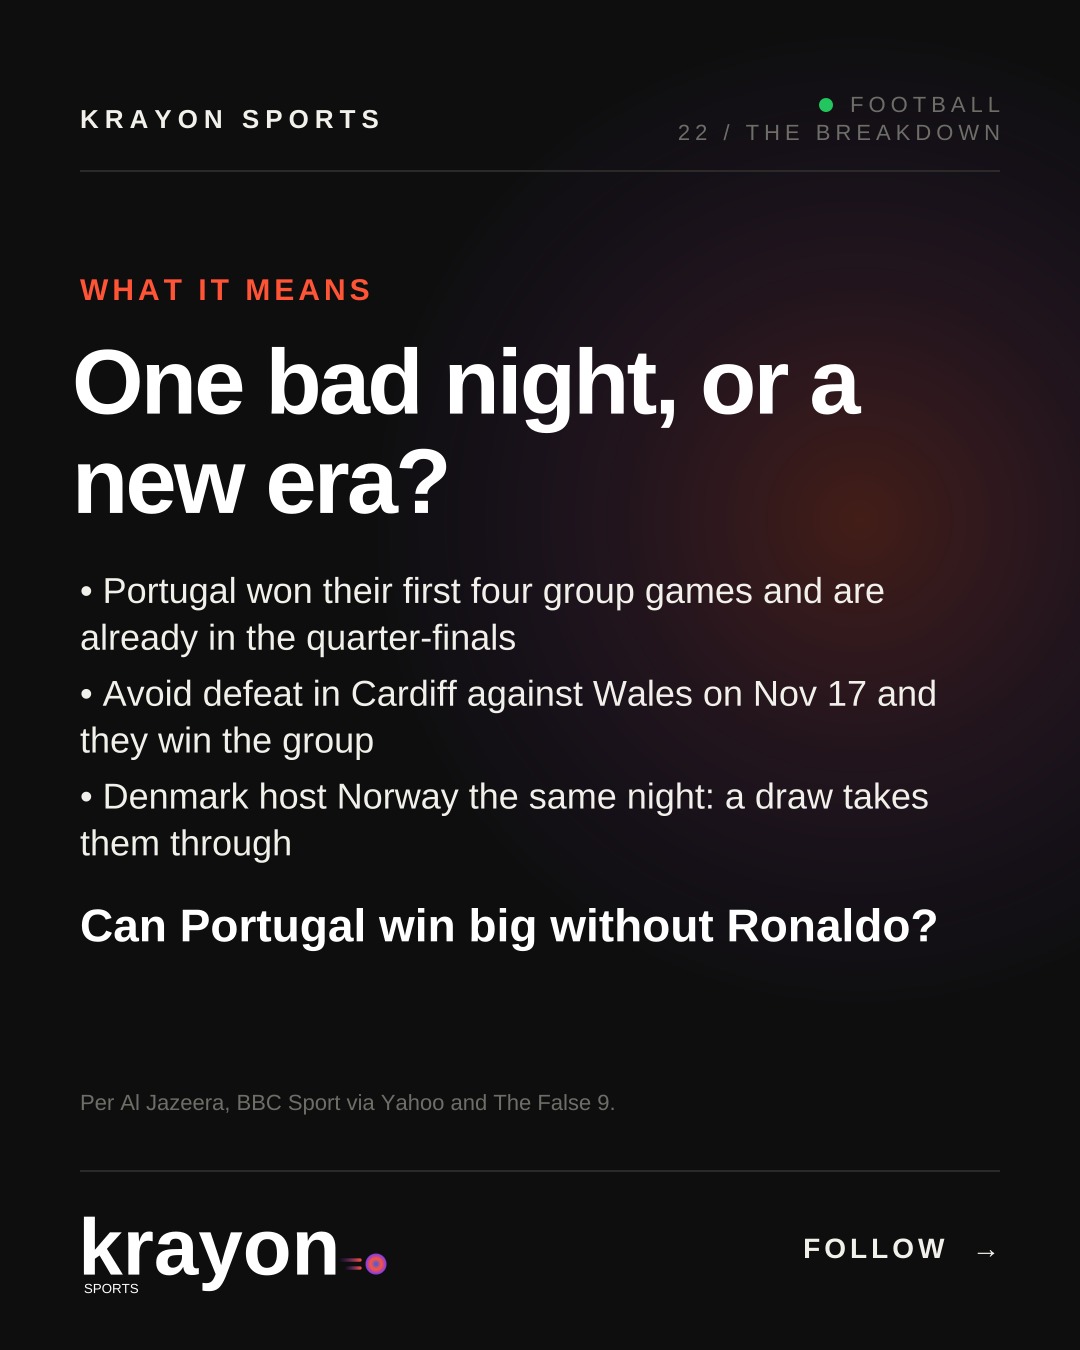 KRAYON SPORTS
FOOTBALL
22 / THE BREAKDOWN
WHAT IT MEANS
One bad night, or a
new era?
• Portugal won their first four group games and are
already in the quarter-finals
• Avoid defeat in Cardiff against Wales on Nov 17 and
they win the group
• Denmark host Norway the same night: a draw takes
them through
Can Portugal win big without Ronaldo?
Per Al Jazeera, BBC Sport via Yahoo and The False 9.
krayon
SPORTS
FOLLOW →